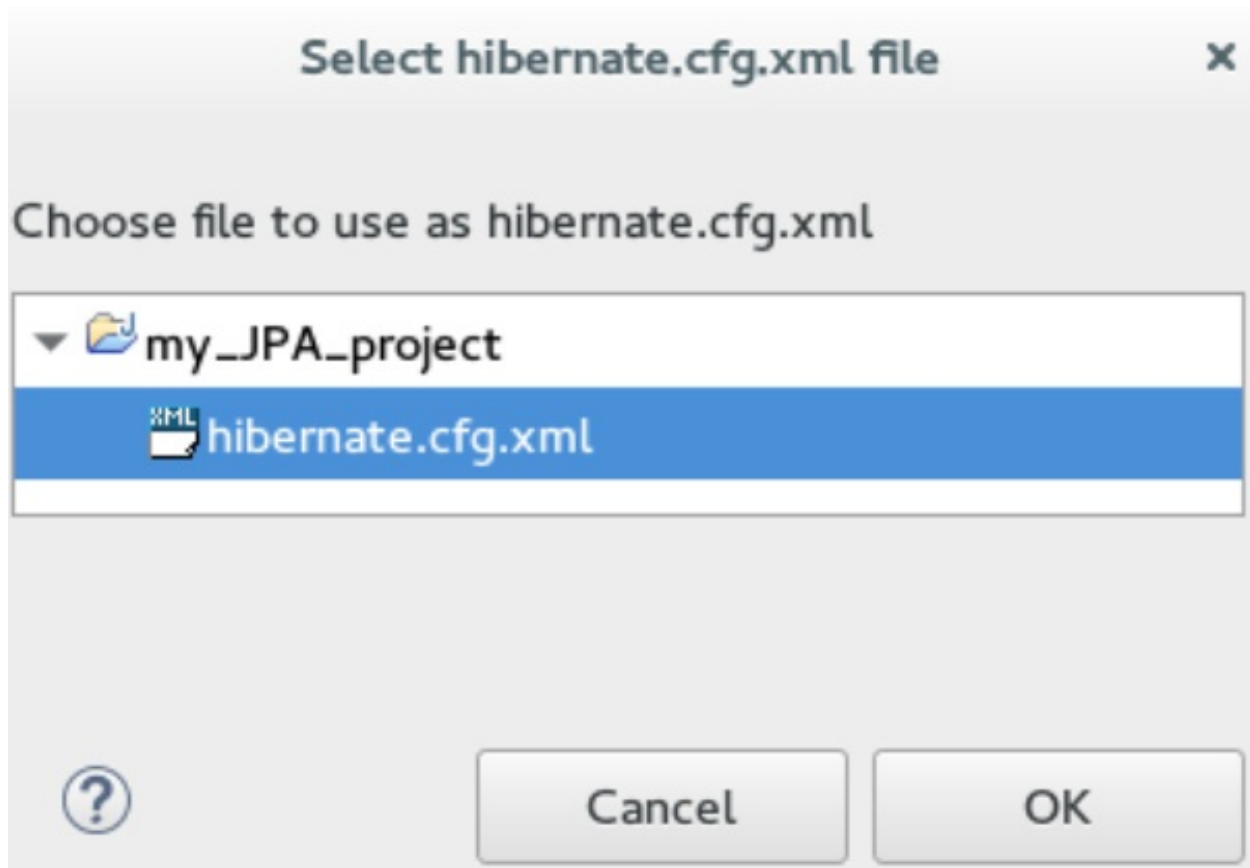 Select hibernate.cfg.xml file ×
Choose file to use as hibernate.cfg.xml
my_JPA_project
XML hibernate.cfg.xml
? Cancel OK